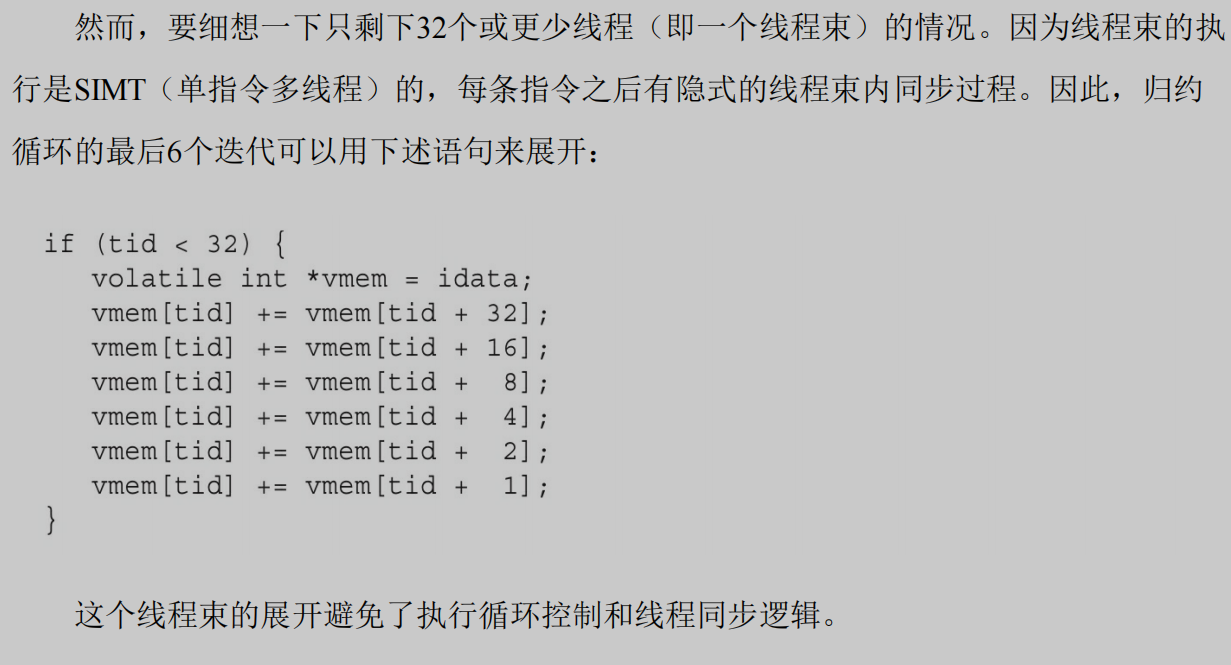 然而，要细想一下只剩下32个或更少线程（即一个线程束）的情况。因为线程束的执
行是SIMT（单指令多线程）的，每条指令之后有隐式的线程束内同步过程。因此，归约
循环的最后6个迭代可以用下述语句来展开：
if (tid < 32) {
   volatile int *vmem = idata;
   vmem[tid] += vmem[tid + 32];
   vmem[tid] += vmem[tid + 16];
   vmem[tid] += vmem[tid +  8];
   vmem[tid] += vmem[tid +  4];
   vmem[tid] += vmem[tid +  2];
   vmem[tid] += vmem[tid +  1];
}
这个线程束的展开避免了执行循环控制和线程同步逻辑。